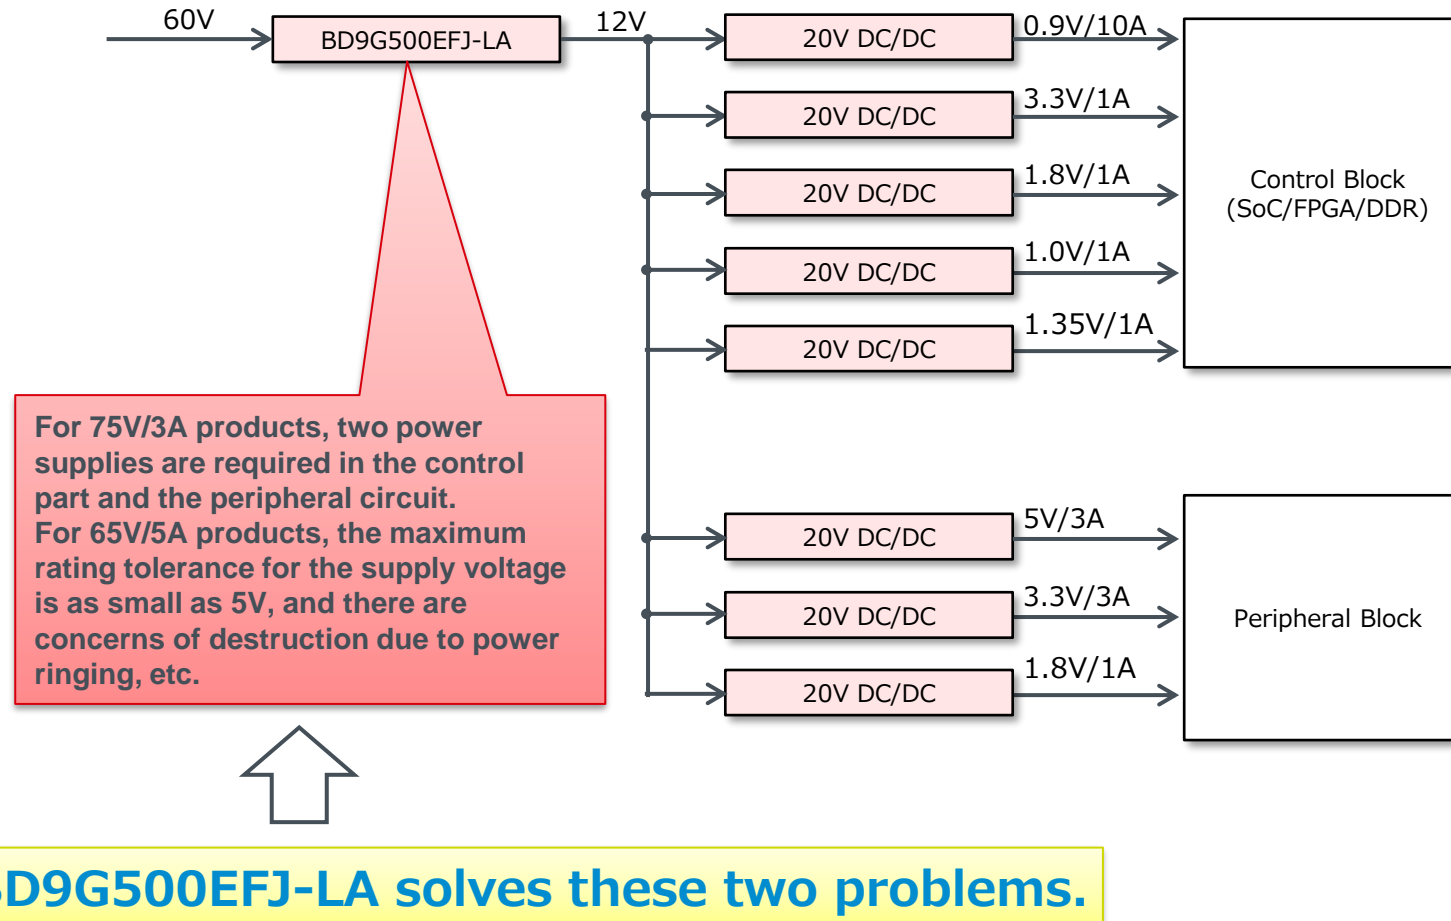 60V
BD9G500EFJ-LA
12V
20V DC/DC
0.9V/10A
20V DC/DC
3.3V/1A
20V DC/DC
1.8V/1A
20V DC/DC
1.0V/1A
20V DC/DC
1.35V/1A
Control Block
(SoC/FPGA/DDR)
For 75V/3A products, two power
supplies are required in the control
part and the peripheral circuit.
For 65V/5A products, the maximum
rating tolerance for the supply voltage
is as small as 5V, and there are
concerns of destruction due to power
ringing, etc.
20V DC/DC
5V/3A
20V DC/DC
3.3V/3A
20V DC/DC
1.8V/1A
Peripheral Block
BD9G500EFJ-LA solves these two problems.